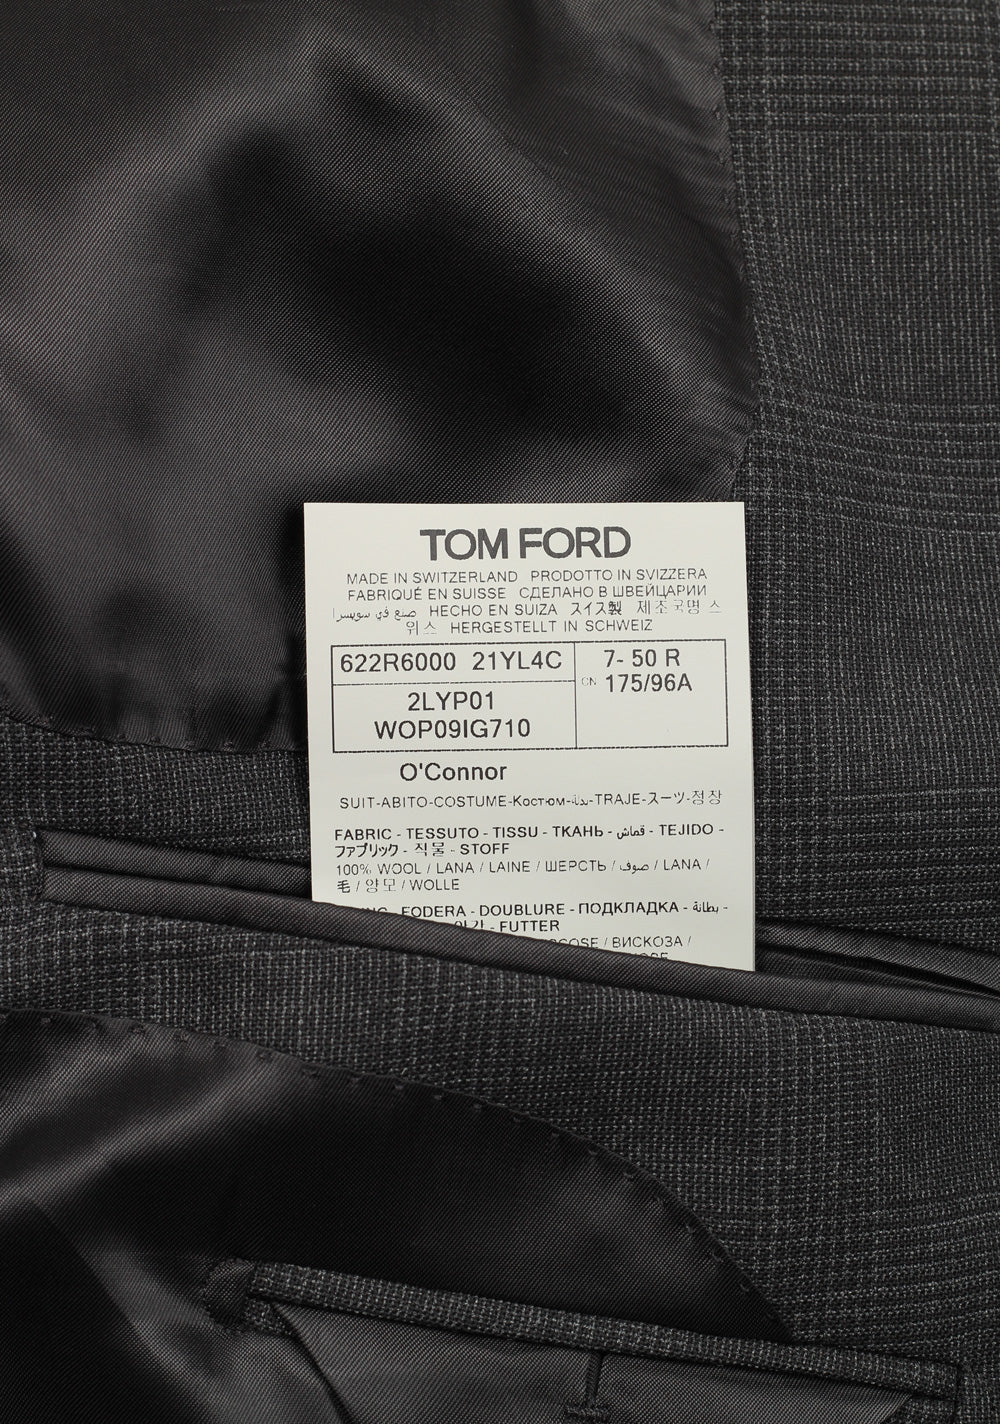 TOM FORD
MADE IN SWITZERLAND PRODOTTO IN SVIZZERA
FABRIQUÉ EN SUISSE СДЕЛАНО В ШВЕЙЦАРИИ
صنع في سويسرا HECHO EN SUIZA スイス製 제조국명 스
위스 HERGESTELLT IN SCHWEIZ
622R6000 21YL4C
7- 50 R
CN 175/96A
2LYP01
WOP09IG710
O'Connor
SUIT-ABITO-COSTUME-Костюм-بدلة-TRAJE-スーツ-정장
FABRIC - TESSUTO - TISSU - ТКАНЬ - قماش - TEJIDO -
ファブリック - 직물 - STOFF
100% WOOL / LANA / LAINE / ШЕРСТЬ / صوف / LANA /
毛 / 양모 / WOLLE
FODERA - DOUBLURE - ПОДКЛАДКА - بطانة -
- FUTTER
/ ВИСКОЗА /